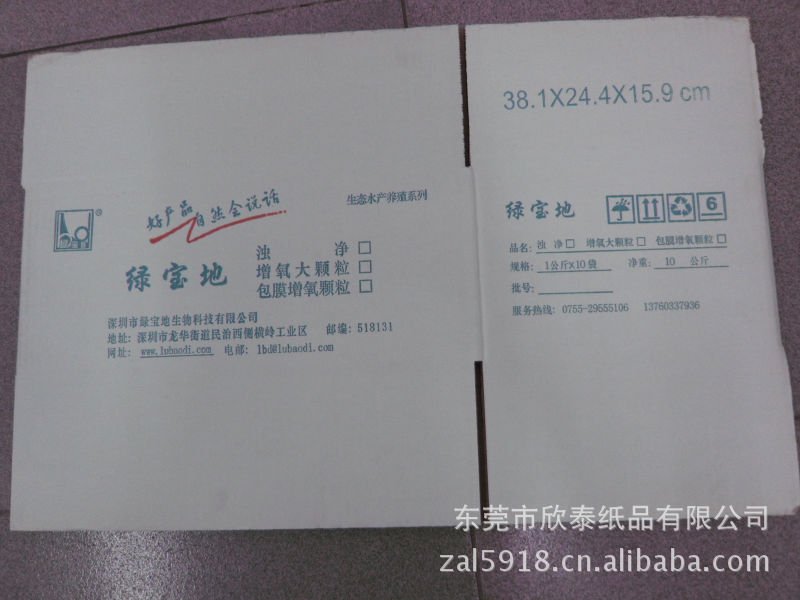 38.1X24.4X15.9 cm
®
好产品 自然会说话
生态水产养殖系列
绿宝地
浊 净 □
增氧大颗粒 □
包膜增氧颗粒 □
深圳市绿宝地生物科技有限公司
地址: 深圳市龙华街道民治西侧横岭工业区 邮编: 518131
网址: www.lubaodi.com 电邮: lbd@lubaodi.com
绿宝地
6
品名: 浊 净 □ 增氧大颗粒 □ 包膜增氧颗粒 □
规格: 1公斤x10袋 净重: 10 公斤
批号:
服务热线: 0755-29555106 13760337936
东莞市欣泰纸品有限公司
zal5918.cn.alibaba.com